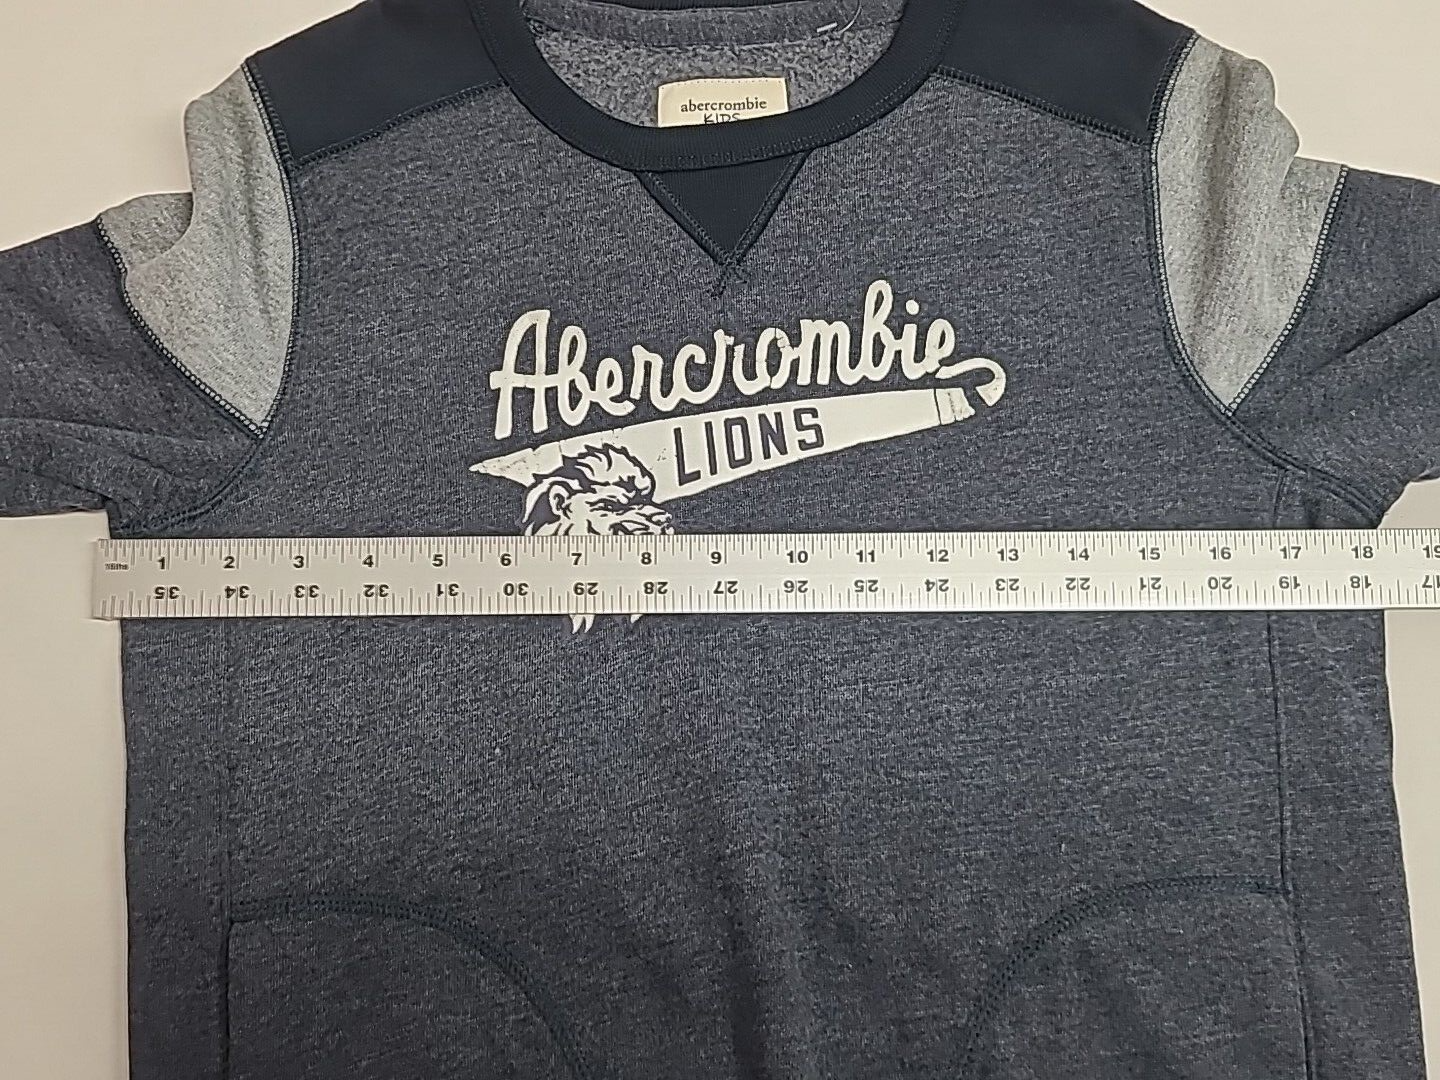 abercrombie
KIDS
Abercrombie
LIONS
1 2 3 4 5 6 7 8 9 10 11 12 13 14 15 16 17 18 19
35 34 33 32 31 30 29 28 27 26 25 24 23 22 21 20 19 18 17